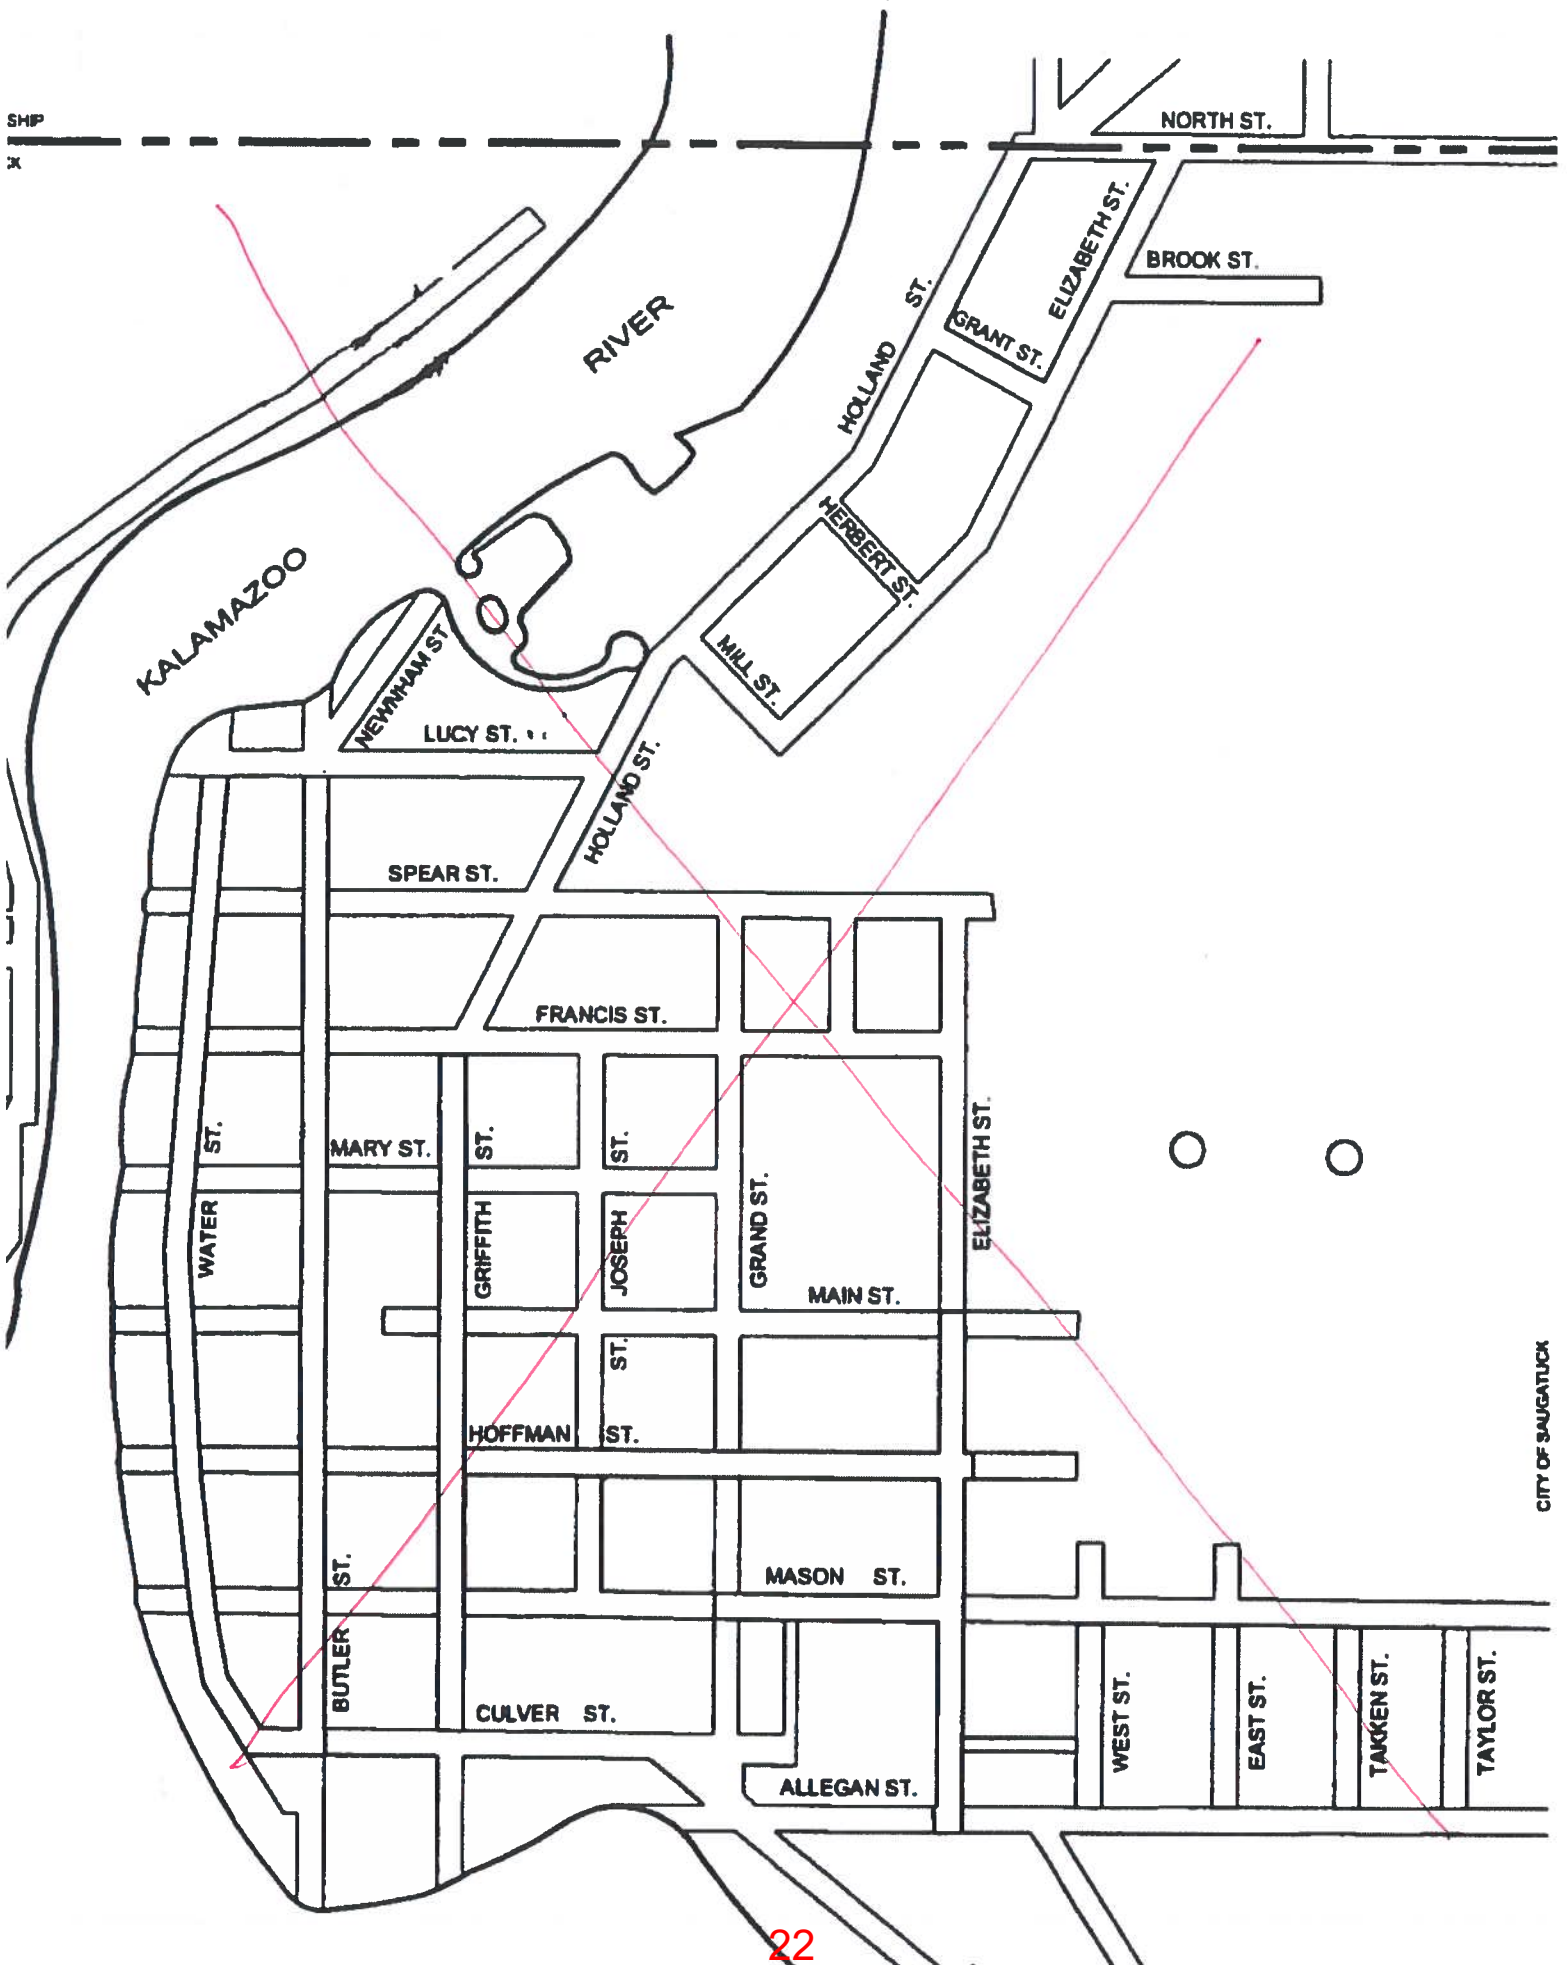 SHIP
NORTH ST.
BROOK ST.
ELIZABETH ST.
RIVER
HOLLAND ST.
GRANT ST.
HERBERT ST.
KALAMAZOO
NEWNHAM ST
MILL ST.
LUCY ST.
HOLLAND ST.
SPEAR ST.
FRANCIS ST.
WATER ST.
MARY ST.
GRIFFITH ST.
JOSEPH ST.
GRAND ST.
ELIZABETH ST.
MAIN ST.
ST.
HOFFMAN ST.
CITY OF SAUGATUCK
MASON ST.
BUTLER ST.
CULVER ST.
WEST ST.
EAST ST.
TAKKEN ST.
TAYLOR ST.
ALLEGAN ST.
22